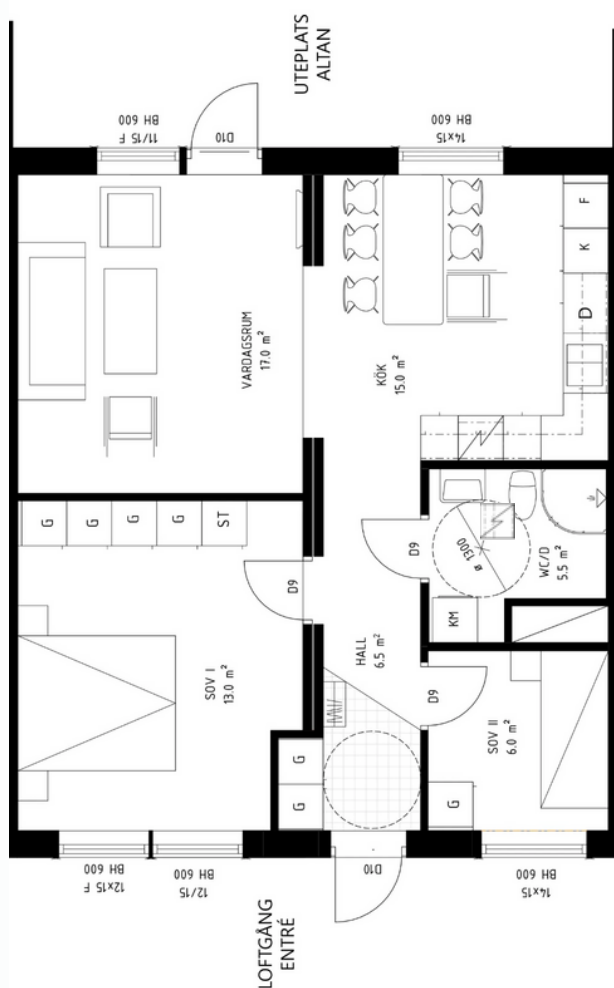 UTEPLATS
ALTAN
11/15 F
BH 600
D10
14x15
BH 600
VARDAGSRUM
17.0 m²
KÖK
15.0 m²
F
K
D
G
G
G
G
ST
D9
SOV I
13.0 m²
D9
ø 1300
WC/D
5.5 m²
KM
HALL
6.5 m²
D9
SOV II
6.0 m²
G
G
G
12x15 F
BH 600
12/15
BH 600
D10
14x15
BH 600
LOFTGÅNG
ENTRÉ